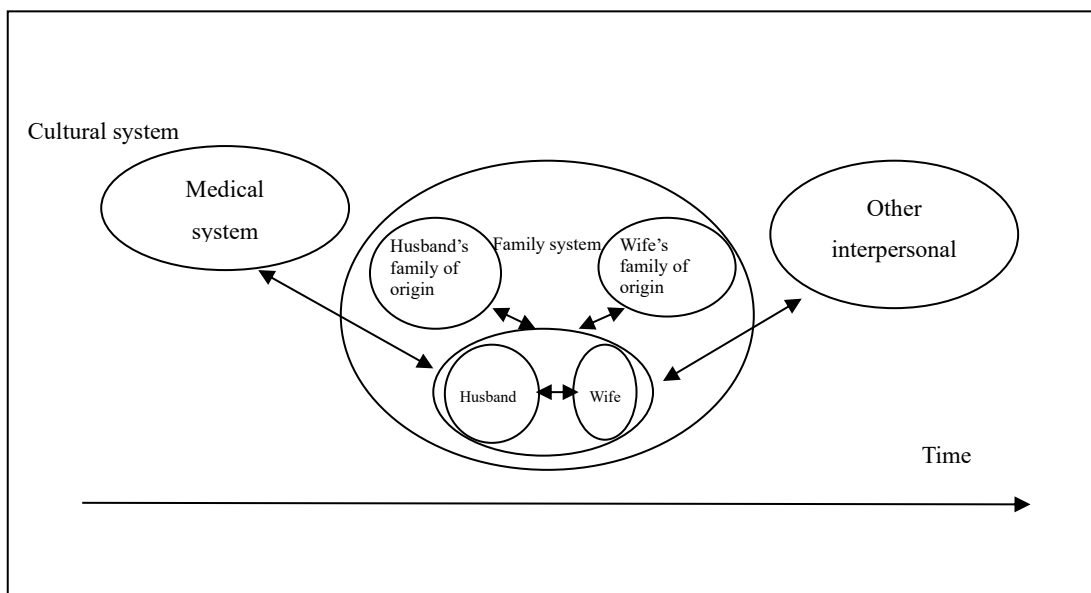 Cultural system
Medical
system
Husband's
family of
origin
Family system
Wife's
family of
origin
Other
interpersonal
Husband
Wife
Time